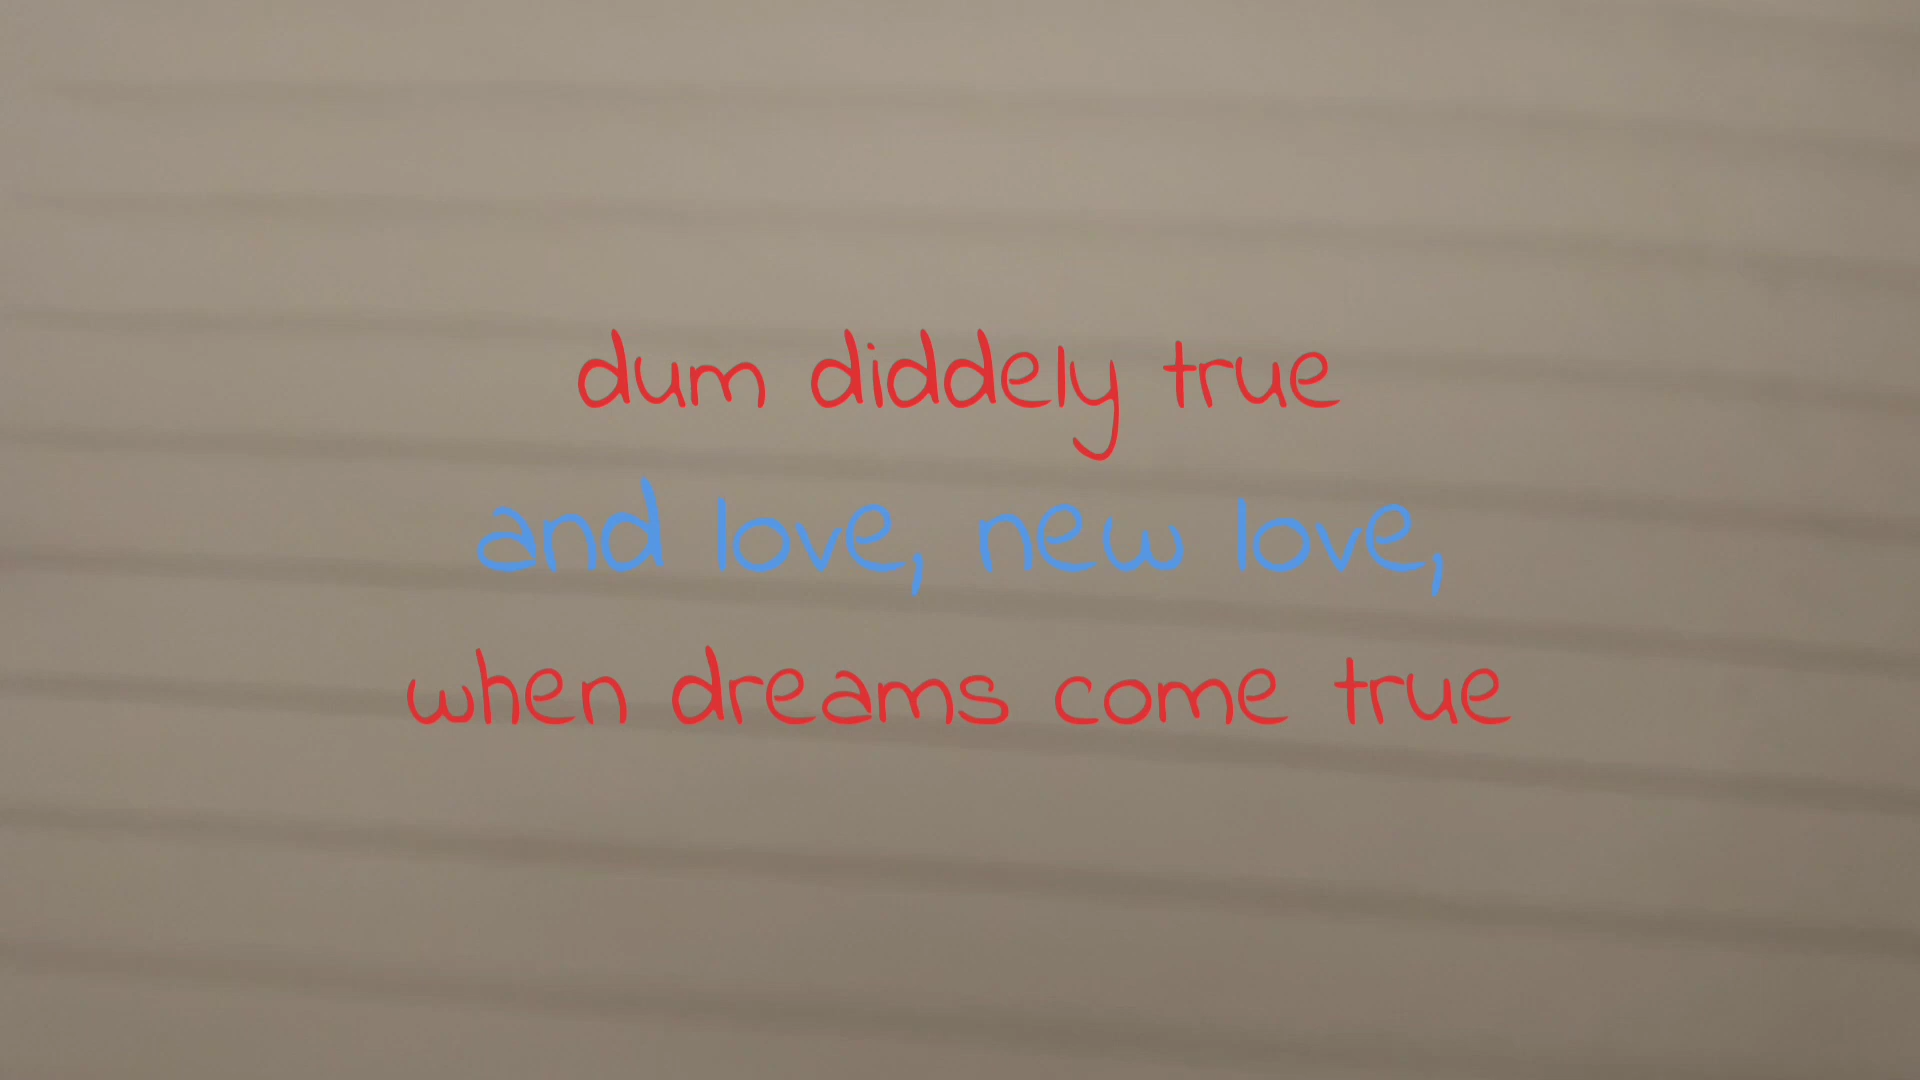 dum diddely true
and love, new love,
when dreams come true